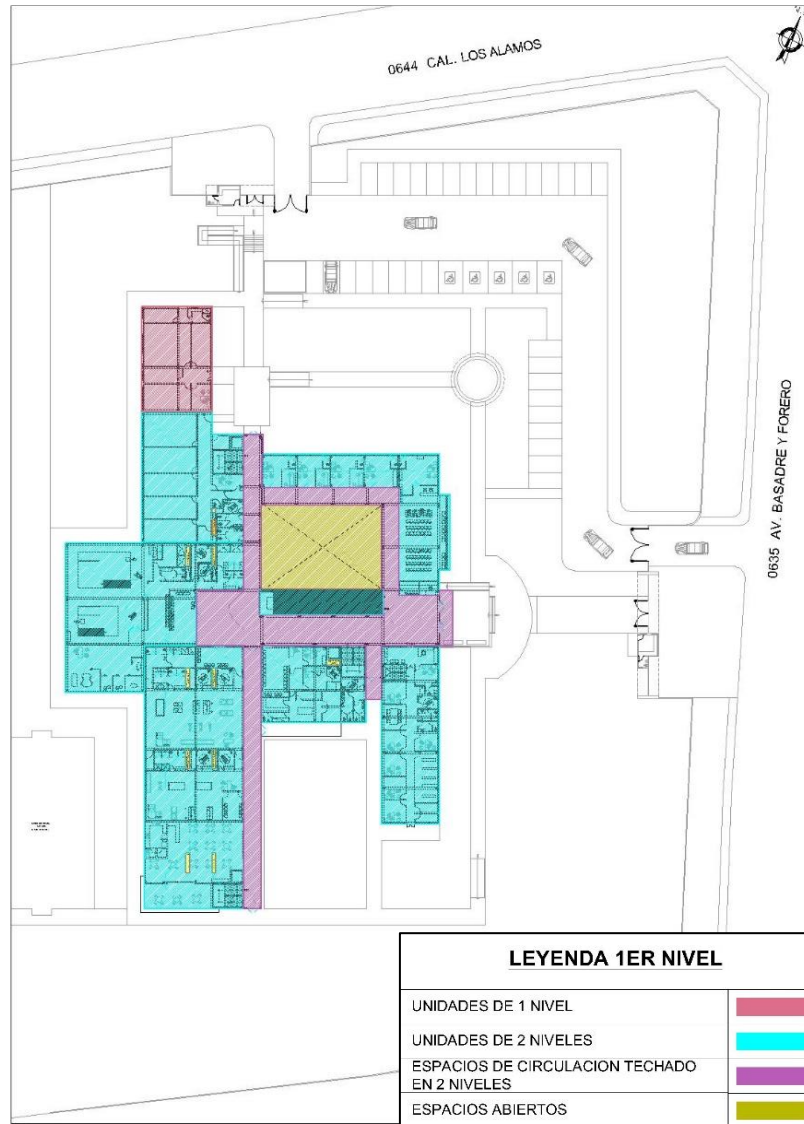 0644 CAL. LOS ALAMOS
0635 AV. BASADRE Y FORERO
LEYENDA 1ER NIVEL
UNIDADES DE 1 NIVEL
UNIDADES DE 2 NIVELES
ESPACIOS DE CIRCULACION TECHADO
EN 2 NIVELES
ESPACIOS ABIERTOS